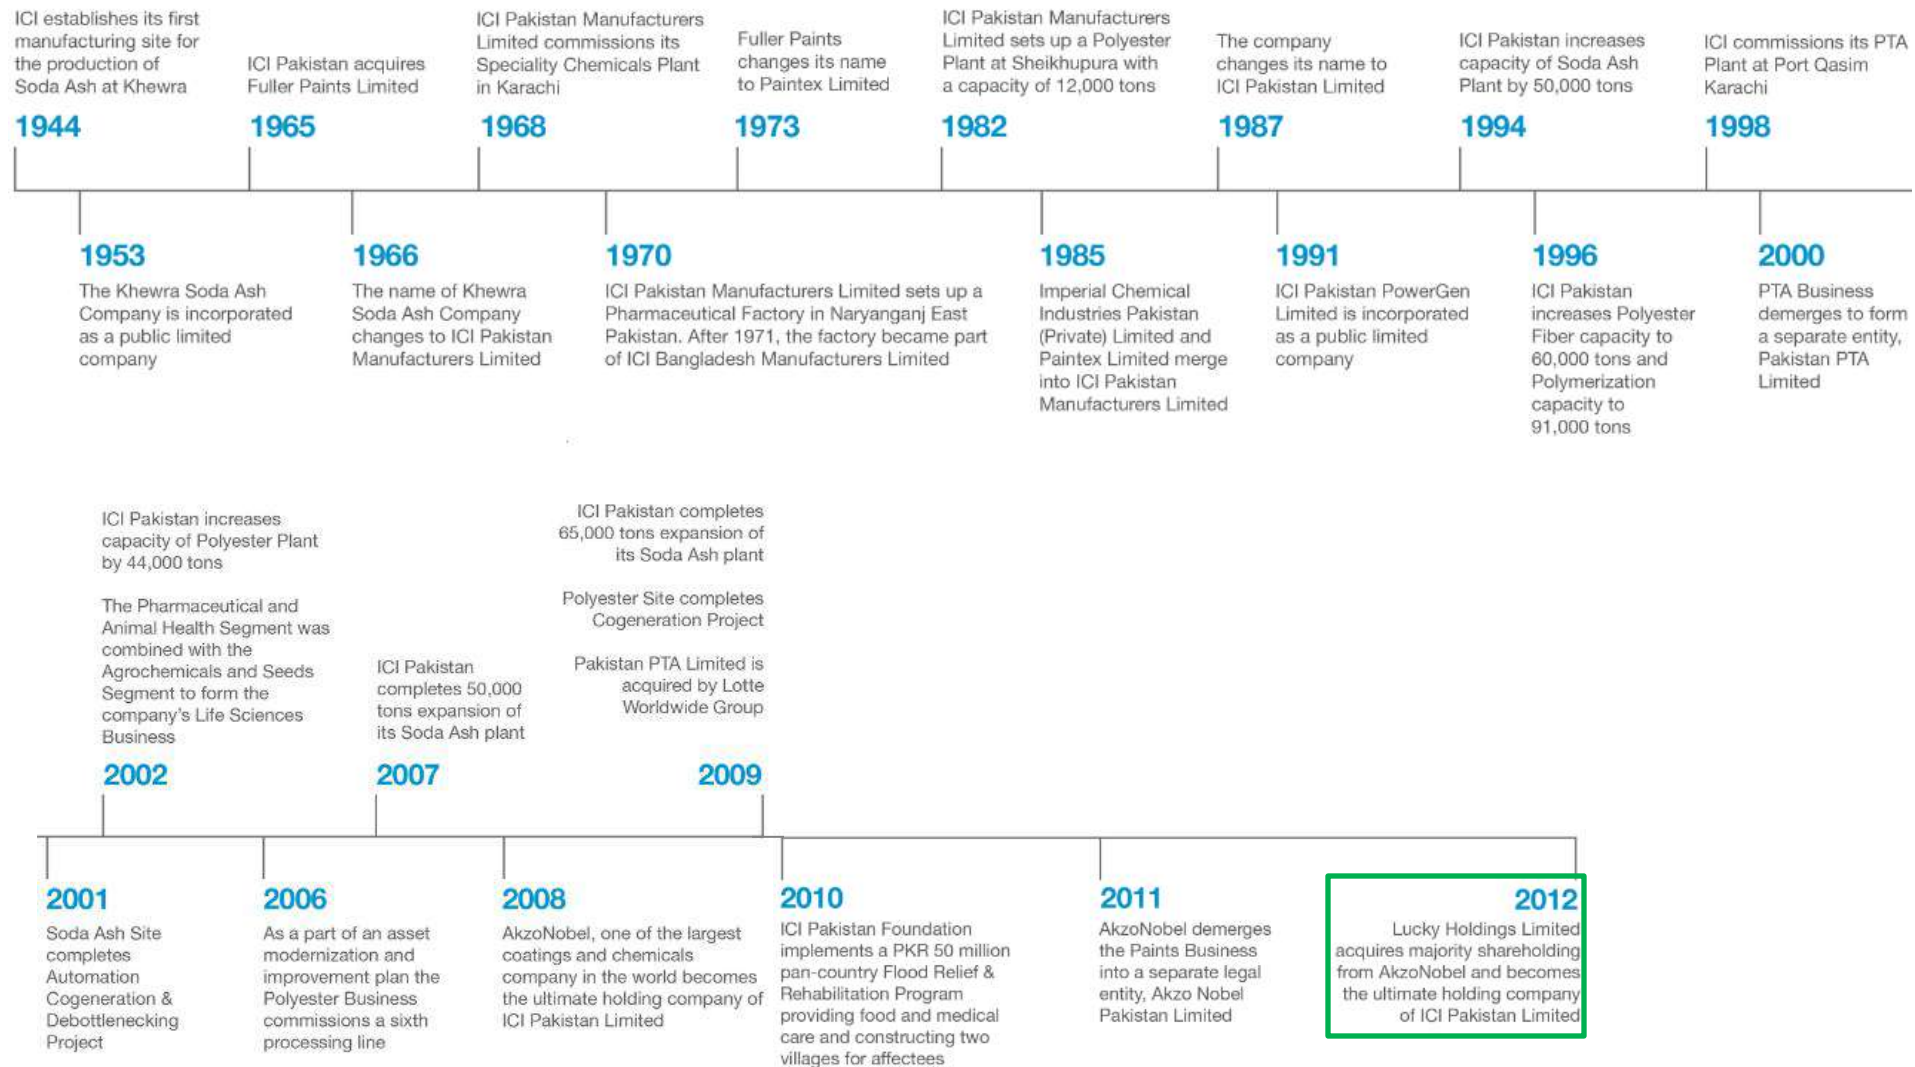 ICI establishes its first
manufacturing site for
the production of
Soda Ash at Khewra
1944
ICI Pakistan acquires
Fuller Paints Limited
1965
ICI Pakistan Manufacturers
Limited commissions its
Speciality Chemicals Plant
in Karachi
1968
Fuller Paints
changes its name
to Paintex Limited
1973
ICI Pakistan Manufacturers
Limited sets up a Polyester
Plant at Sheikhupura with
a capacity of 12,000 tons
1982
The company
changes its name to
ICI Pakistan Limited
1987
ICI Pakistan increases
capacity of Soda Ash
Plant by 50,000 tons
1994
ICI commissions its PTA
Plant at Port Qasim
Karachi
1998
1953
The Khewra Soda Ash
Company is incorporated
as a public limited
company
1966
The name of Khewra
Soda Ash Company
changes to ICI Pakistan
Manufacturers Limited
1970
ICI Pakistan Manufacturers Limited sets up a
Pharmaceutical Factory in Naryanganj East
Pakistan. After 1971, the factory became part
of ICI Bangladesh Manufacturers Limited
1985
Imperial Chemical
Industries Pakistan
(Private) Limited and
Paintex Limited merge
into ICI Pakistan
Manufacturers Limited
1991
ICI Pakistan PowerGen
Limited is incorporated
as a public limited
company
1996
ICI Pakistan
increases Polyester
Fiber capacity to
60,000 tons and
Polymerization
capacity to
91,000 tons
2000
PTA Business
demerges to form
a separate entity,
Pakistan PTA
Limited
ICI Pakistan increases
capacity of Polyester Plant
by 44,000 tons
The Pharmaceutical and
Animal Health Segment was
combined with the
Agrochemicals and Seeds
Segment to form the
company's Life Sciences
Business
2002
ICI Pakistan
completes 50,000
tons expansion of
its Soda Ash plant
2007
ICI Pakistan completes
65,000 tons expansion of
its Soda Ash plant
Polyester Site completes
Cogeneration Project
Pakistan PTA Limited is
acquired by Lotte
Worldwide Group
2009
2001
Soda Ash Site
completes
Automation
Cogeneration &
Debottlenecking
Project
2006
As a part of an asset
modernization and
improvement plan the
Polyester Business
commissions a sixth
processing line
2008
AkzoNobel, one of the largest
coatings and chemicals
company in the world becomes
the ultimate holding company of
ICI Pakistan Limited
2010
ICI Pakistan Foundation
implements a PKR 50 million
pan-country Flood Relief &
Rehabilitation Program
providing food and medical
care and constructing two
villages for affectees
2011
AkzoNobel demerges
the Paints Business
into a separate legal
entity, Akzo Nobel
Pakistan Limited
2012
Lucky Holdings Limited
acquires majority shareholding
from AkzoNobel and becomes
the ultimate holding company
of ICI Pakistan Limited